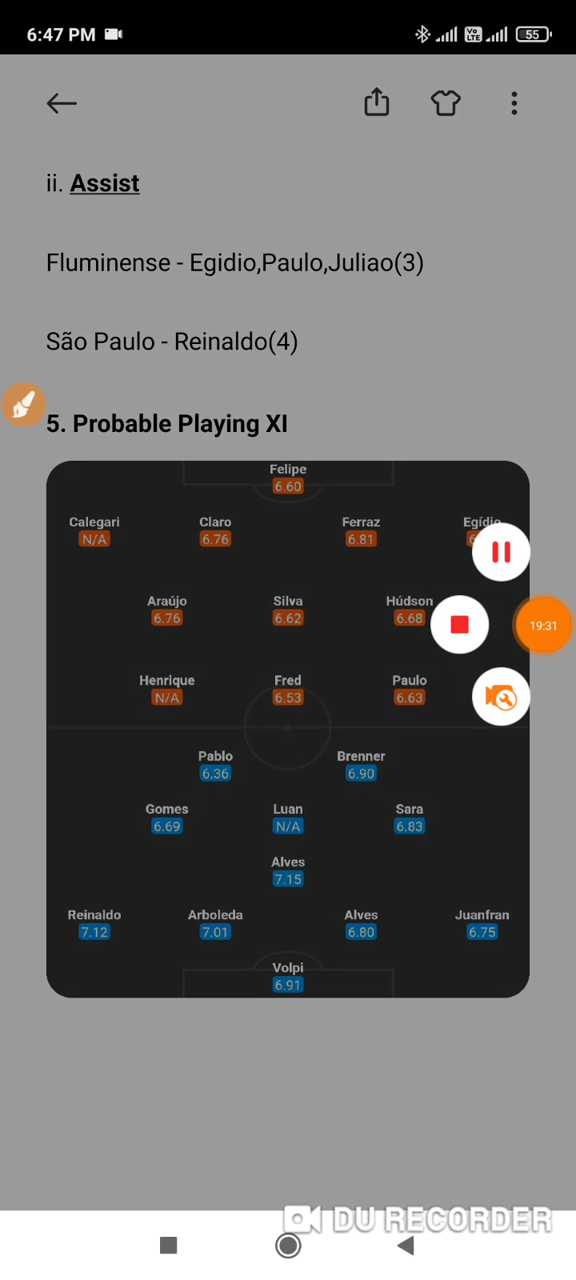 6:47 PM
Vo LTE
55
ii. Assist
Fluminense - Egidio,Paulo,Juliao(3)
São Paulo - Reinaldo(4)
5. Probable Playing XI
Felipe
6.60
Calegari Claro Ferraz Egídio
N/A 6.76 6.81
Araújo Silva Húdson
6.76 6.62 6.68
19:31
Henrique Fred Paulo
N/A 6.53 6.63
Pablo Brenner
6.36 6.90
Gomes Luan Sara
6.69 N/A 6.83
Alves
7.15
Reinaldo Arboleda Alves Juanfran
7.12 7.01 6.80 6.75
Volpi
6.91
DU RECORDER